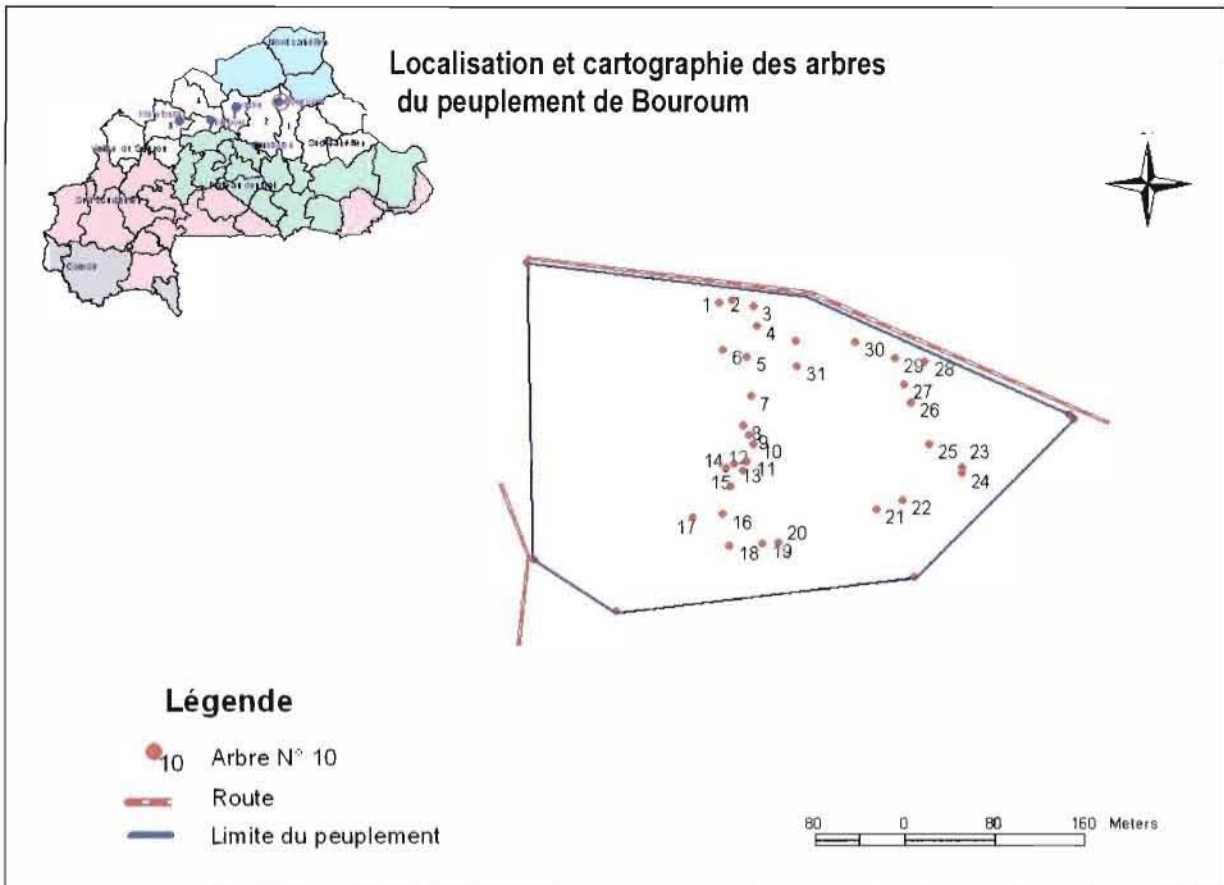 Localisation et cartographie des arbres
du peuplement de Bouroum
1 2 3
4
6 5
31
30
29 28
27
26
7
8
9
10
14 12 11
13
15
25 23
24
22
21
17 16
20
18 19
Légende
10 Arbre N° 10
Route
Limite du peuplement
80 0 80 160 Meters